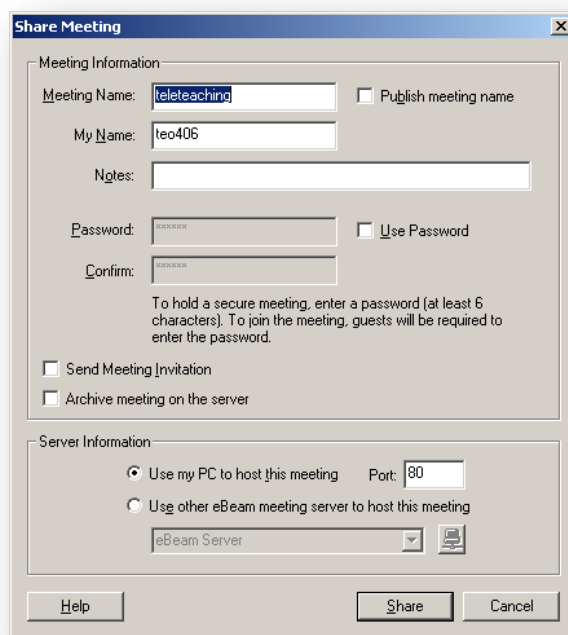 Share Meeting
Meeting Information
Meeting Name: teleteaching Publish meeting name
My Name: teo406
Notes:
Password: xxxxxx Use Password
Confirm: xxxxxx
To hold a secure meeting, enter a password (at least 6
characters). To join the meeting, guests will be required to
enter the password.
Send Meeting Invitation
Archive meeting on the server
Server Information
Use my PC to host this meeting Port: 80
Use other eBeam meeting server to host this meeting
eBeam Server
Help Share Cancel